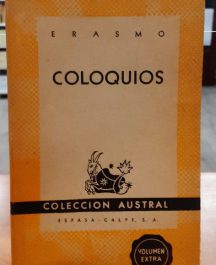 ERASMO
COLOQUIOS
COLECCION AUSTRAL
ESPASA-CALPE, S. A.
VOLUMEN
EXTRA